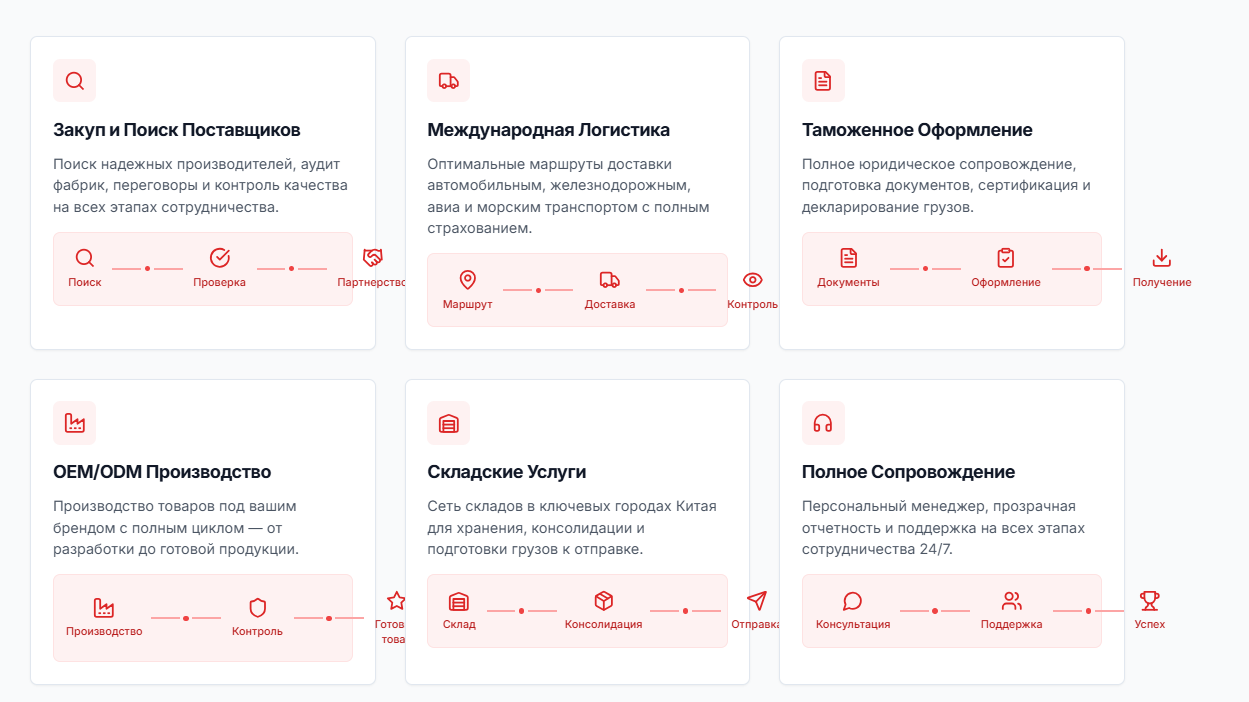 Закуп и Поиск Поставщиков
Поиск надежных производителей, аудит
фабрик, переговоры и контроль качества
на всех этапах сотрудничества.
Поиск
Проверка
Партнерство
Международная Логистика
Оптимальные маршруты доставки
автомобильным, железнодорожным,
авиа и морским транспортом с полным
страхованием.
Маршрут
Доставка
Контроль
Таможенное Оформление
Полное юридическое сопровождение,
подготовка документов, сертификация и
декларирование грузов.
Документы
Оформление
Получение
OEM/ODM Производство
Производство товаров под вашим
брендом с полным циклом — от
разработки до готовой продукции.
Производство
Контроль
Готов
това
Складские Услуги
Сеть складов в ключевых городах Китая
для хранения, консолидации и
подготовки грузов к отправке.
Склад
Консолидация
Отправка
Полное Сопровождение
Персональный менеджер, прозрачная
отчетность и поддержка на всех этапах
сотрудничества 24/7.
Консультация
Поддержка
Успех